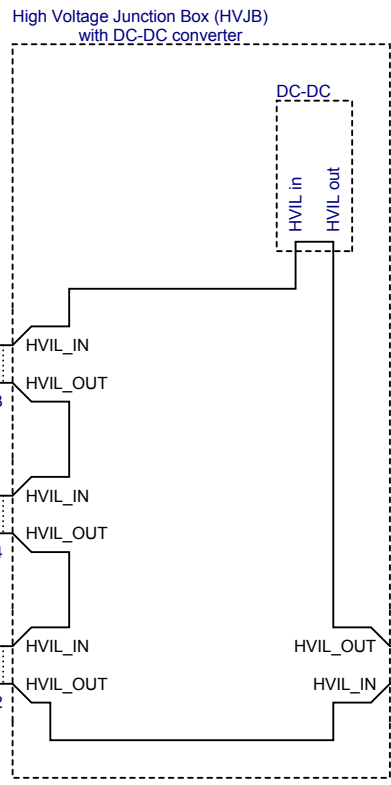 High Voltage Junction Box (HVJB)
with DC-DC converter
DC-DC
HVIL in
HVIL out
HVIL_IN
HVIL_OUT
HVIL_IN
HVIL_OUT
HVIL_IN
HVIL_OUT
HVIL_OUT
HVIL_IN